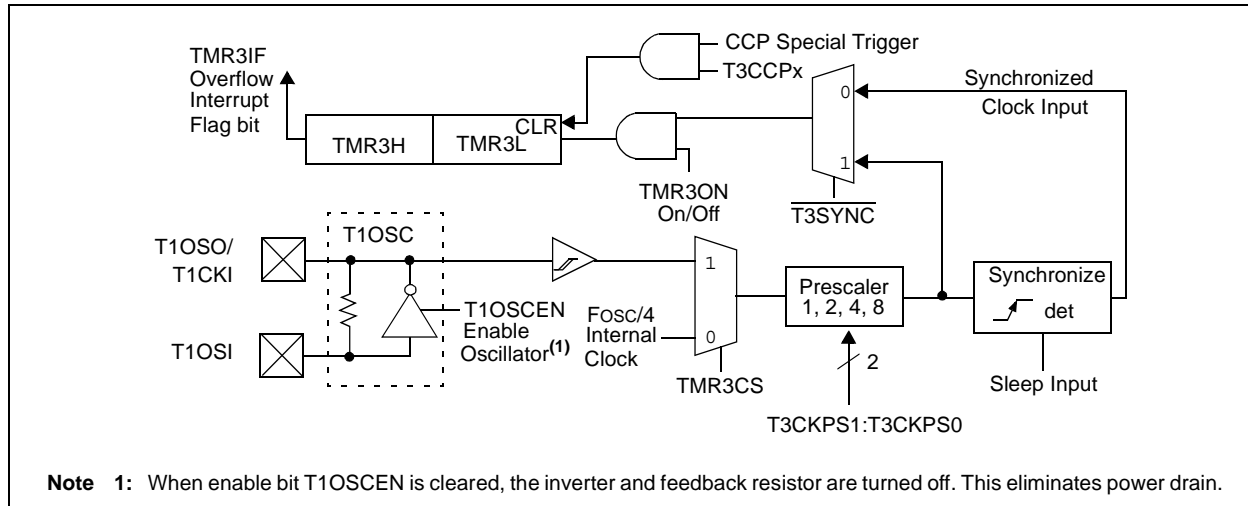 TMR3IF
Overflow
Interrupt
Flag bit
CCP Special Trigger
T3CCPx
Synchronized
Clock Input
0
1
CLR
TMR3H
TMR3L
TMR3ON
On/Off
T3SYNC
T1OSO/
T1CKI
T1OSC
T1OSI
T1OSCEN
Enable
Oscillator(1)
FOSC/4
Internal
Clock
1
0
TMR3CS
Prescaler
1, 2, 4, 8
2
T3CKPS1:T3CKPS0
Synchronize
det
Sleep Input
Note 1: When enable bit T1OSCEN is cleared, the inverter and feedback resistor are turned off. This eliminates power drain.